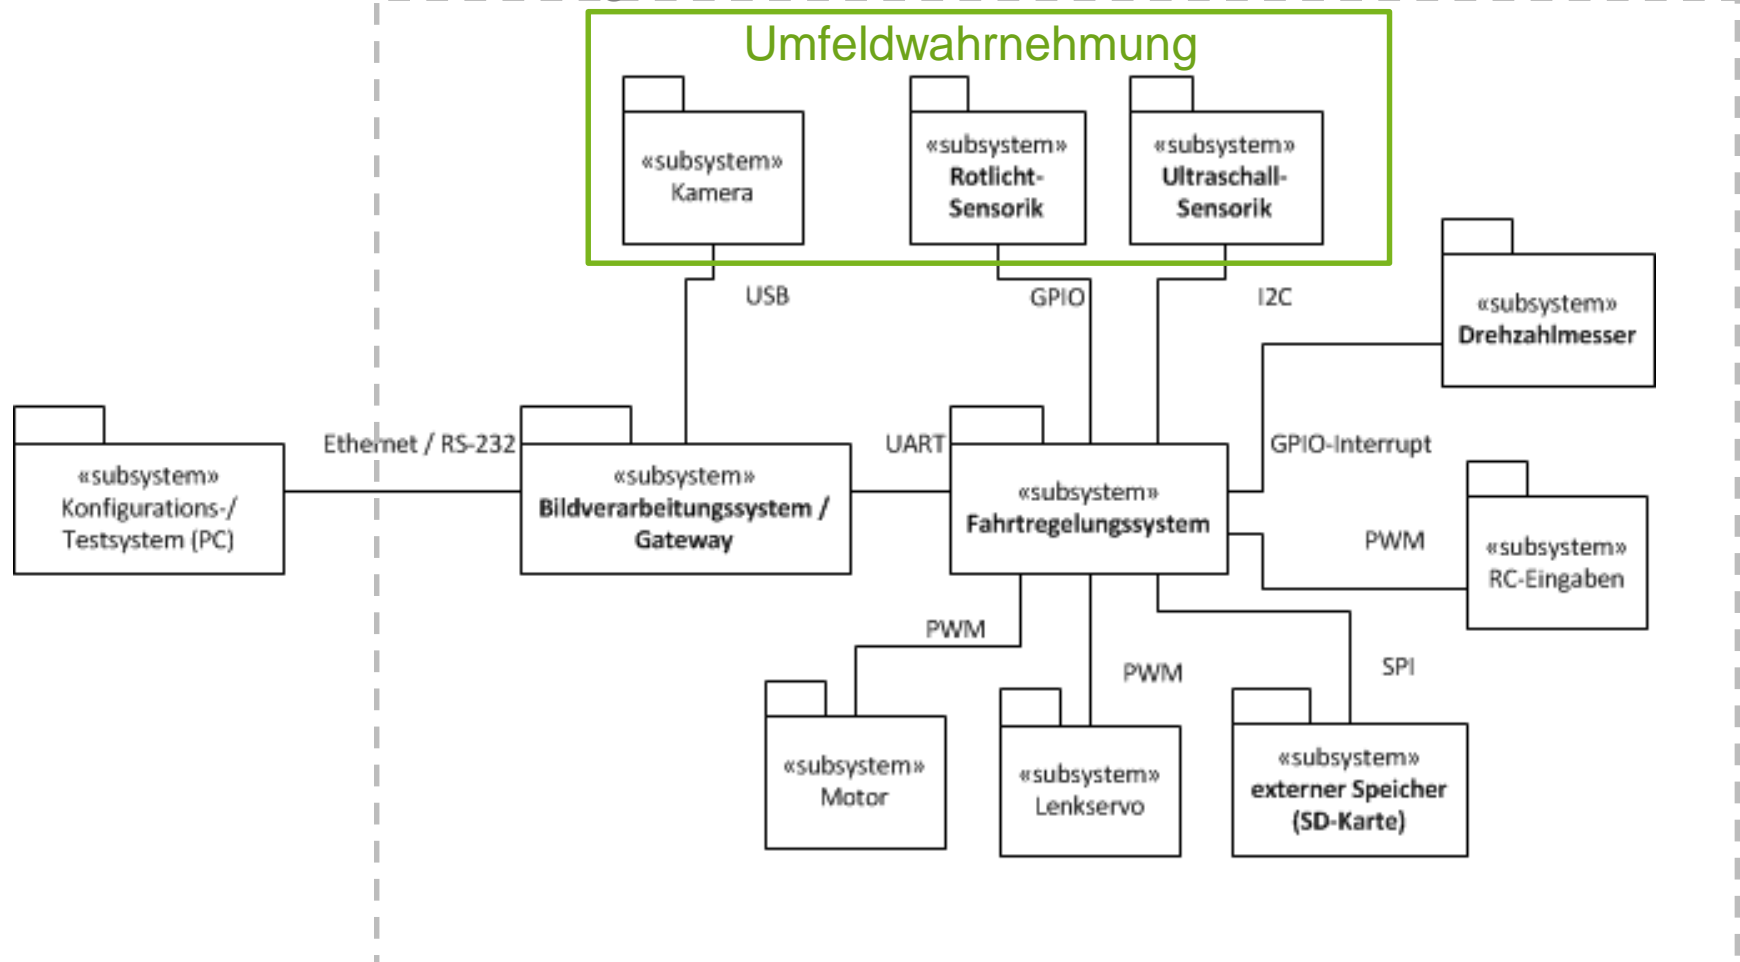 Umfeldwahrnehmung
«subsystem»
Kamera
«subsystem»
Rotlicht-
Sensorik
«subsystem»
Ultraschall-
Sensorik
USB
GPIO
I2C
«subsystem»
Drehzahlmesser
Ethernet / RS-232
UART
GPIO-Interrupt
«subsystem»
Konfigurations-/
Testsystem (PC)
«subsystem»
Bildverarbeitungssystem /
Gateway
«subsystem»
Fahrtregelungssystem
PWM
«subsystem»
RC-Eingaben
PWM
PWM
SPI
«subsystem»
Motor
«subsystem»
Lenkservo
«subsystem»
externer Speicher
(SD-Karte)